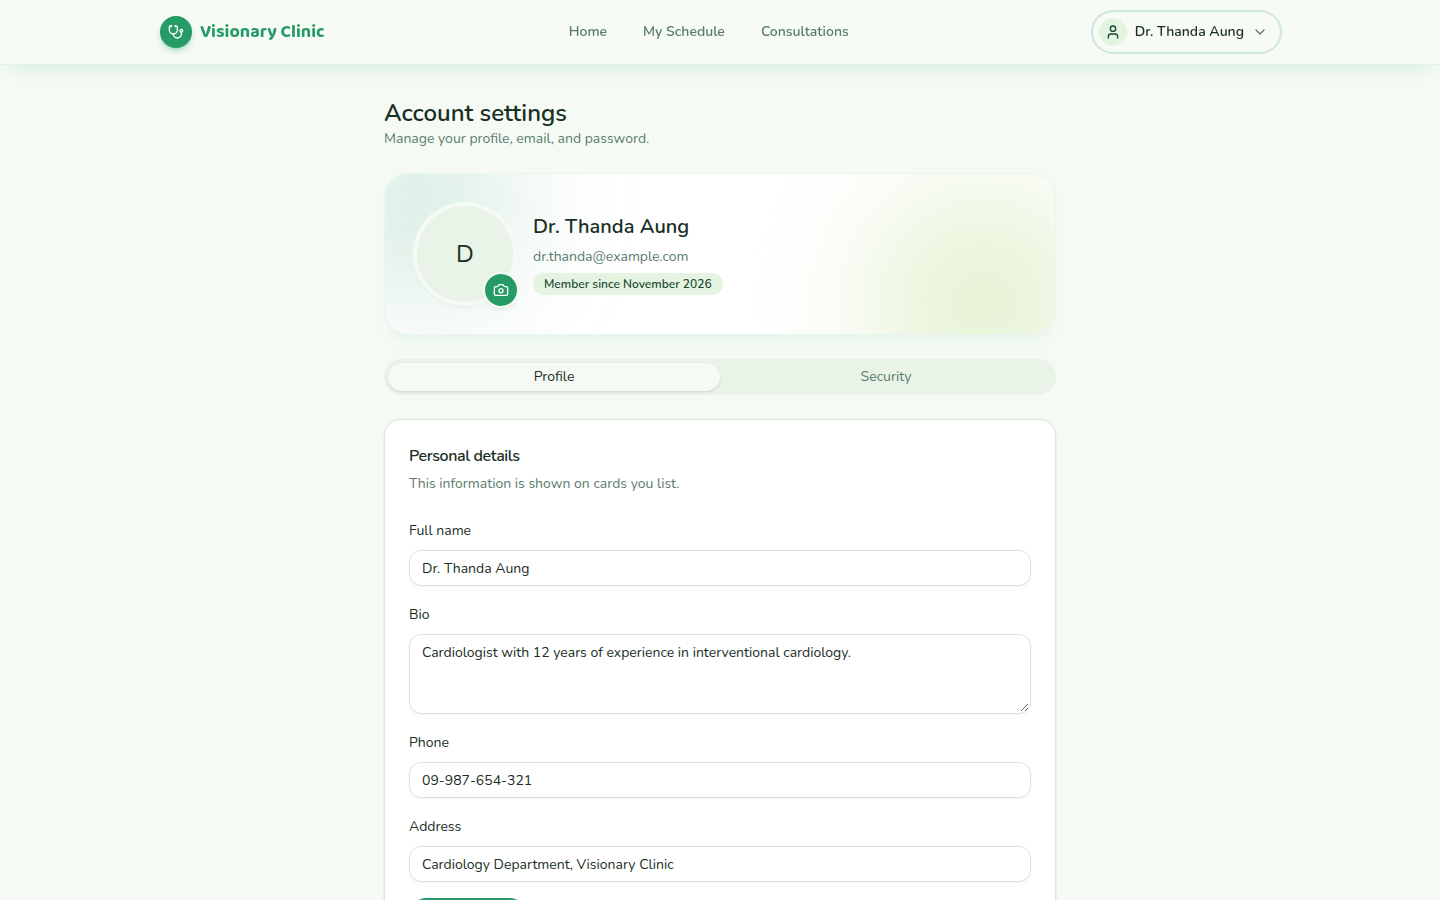 Visionary Clinic
Home
My Schedule
Consultations
Dr. Thanda Aung
Account settings
Manage your profile, email, and password.
D
Dr. Thanda Aung
dr.thanda@example.com
Member since November 2026
Profile
Security
Personal details
This information is shown on cards you list.
Full name
Dr. Thanda Aung
Bio
Cardiologist with 12 years of experience in interventional cardiology.
Phone
09-987-654-321
Address
Cardiology Department, Visionary Clinic